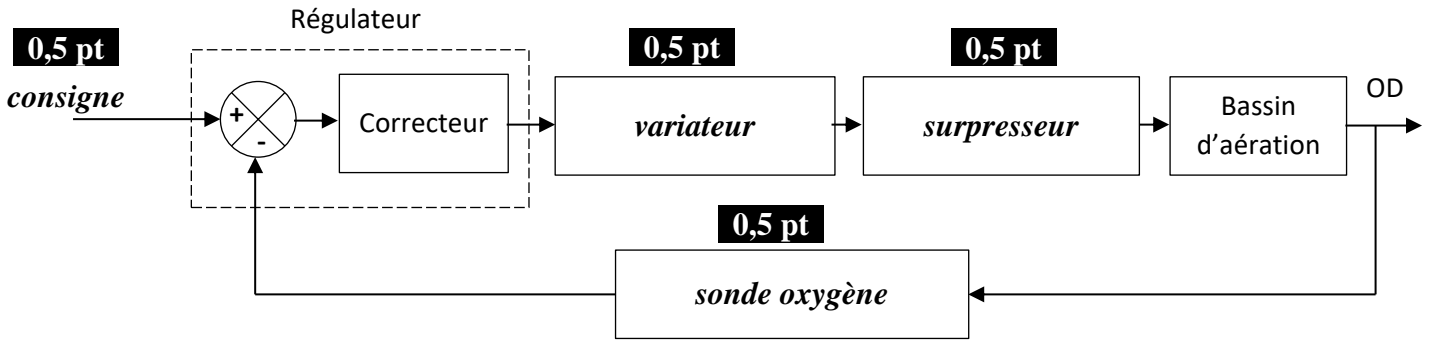 Régulateur
0,5 pt
consigne
+
-
Correcteur
0,5 pt
variateur
0,5 pt
surpresseur
Bassin
d’aération
OD
0,5 pt
sonde oxygène